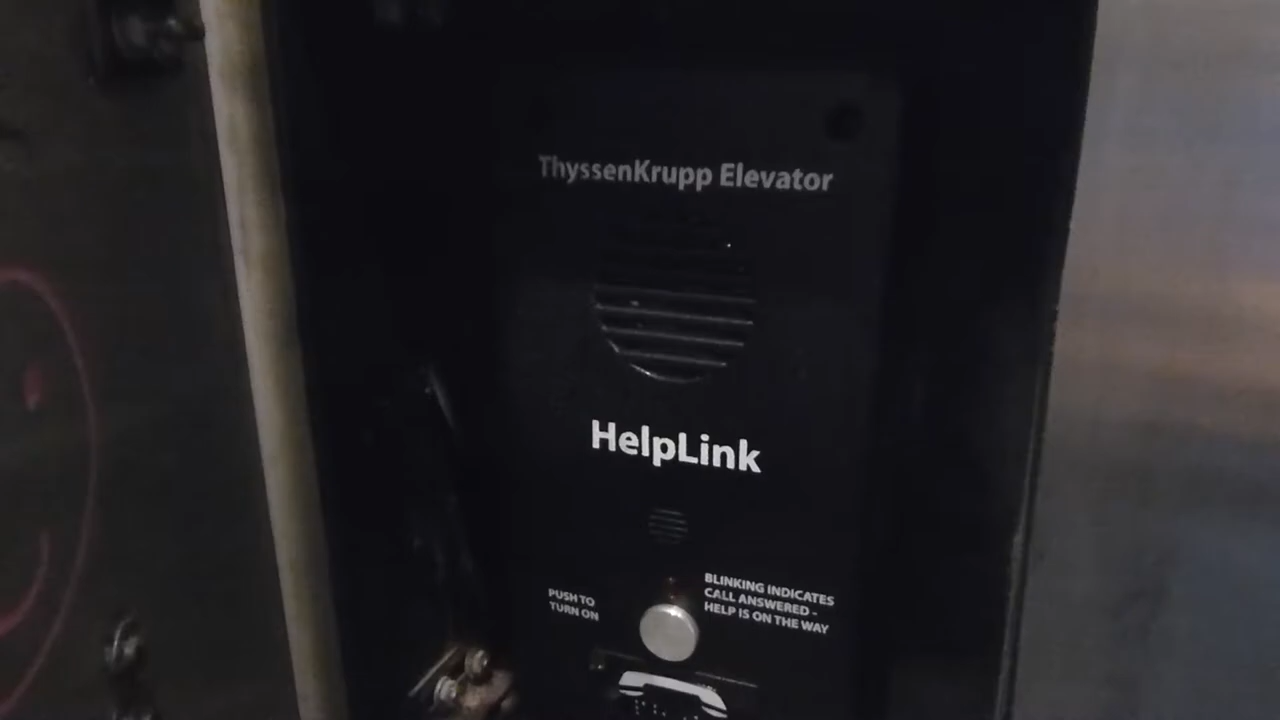 ThyssenKrupp Elevator
HelpLink
PUSH TO
TURN ON
BLINKING INDICATES
CALL ANSWERED -
HELP IS ON THE WAY